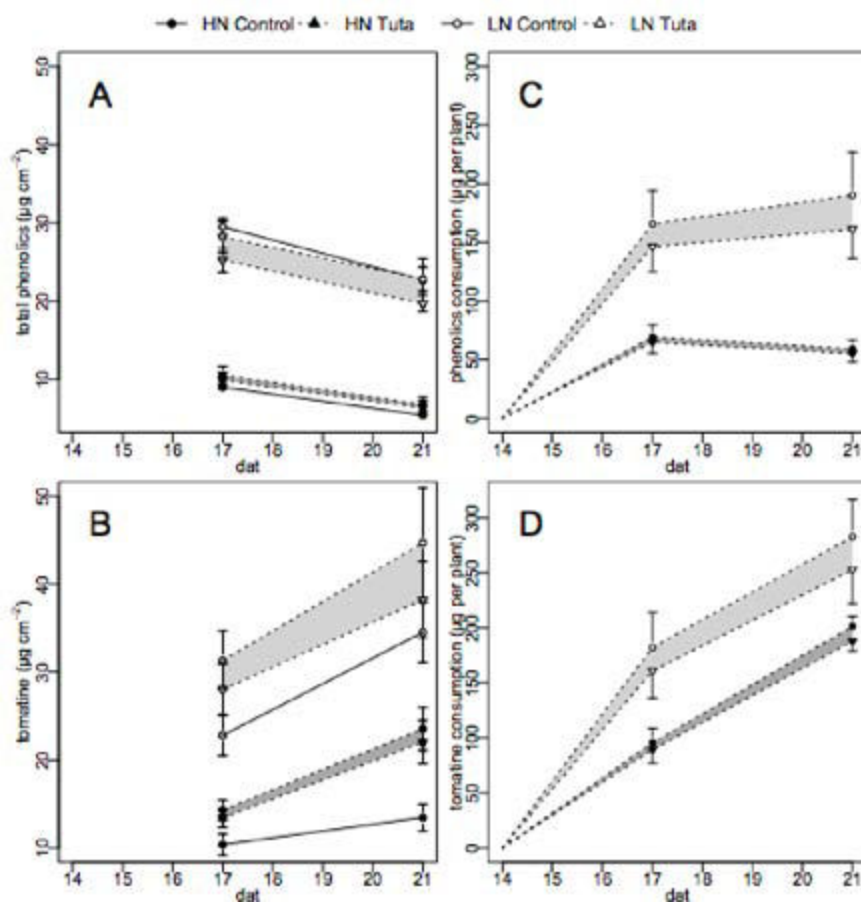 HN Control HN Tuta LN Control LN Tuta
A
total phenolics (µg cm⁻²)
50
40
30
20
10
14 15 16 17 18 19 20 21
dat
C
phenolics consumption (µg per plant)
300
250
200
150
100
50
0
14 15 16 17 18 19 20 21
dat
B
tomatine (µg cm⁻²)
50
40
30
20
10
14 15 16 17 18 19 20 21
dat
D
tomatine consumption (µg per plant)
300
250
200
150
100
50
0
14 15 16 17 18 19 20 21
dat